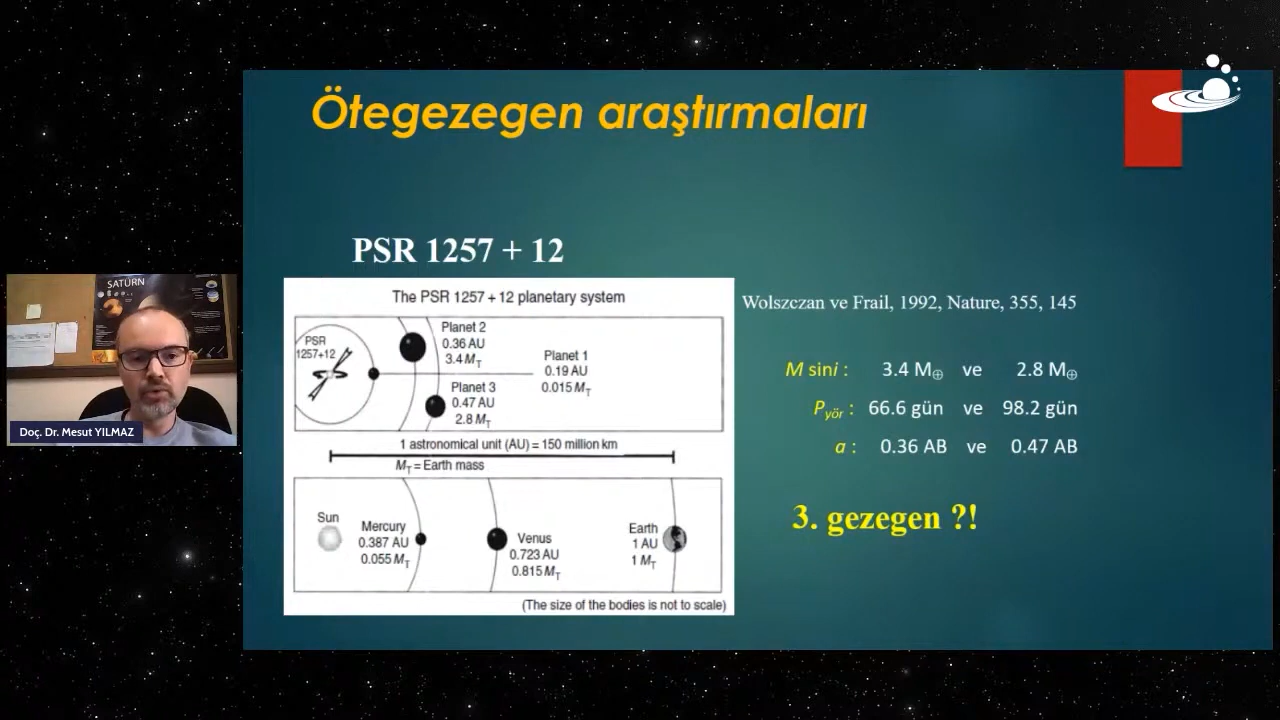 Ötegezegen araştırmaları
PSR 1257 + 12
The PSR 1257 + 12 planetary system
PSR
1257+12
Planet 2
0.36 AU
3.4 M_T
Planet 1
0.19 AU
0.015 M_T
Planet 3
0.47 AU
2.8 M_T
1 astronomical unit (AU) = 150 million km
M_T = Earth mass
Sun
Mercury
0.387 AU
0.055 M_T
Venus
0.723 AU
0.815 M_T
Earth
1 AU
1 M_T
(The size of the bodies is not to scale)
Wolszczan ve Frail, 1992, Nature, 355, 145
M sini : 3.4 M⊕ ve 2.8 M⊕
P_yör : 66.6 gün ve 98.2 gün
a : 0.36 AB ve 0.47 AB
3. gezegen ?!
SATÜRN
Doç. Dr. Mesut YILMAZ